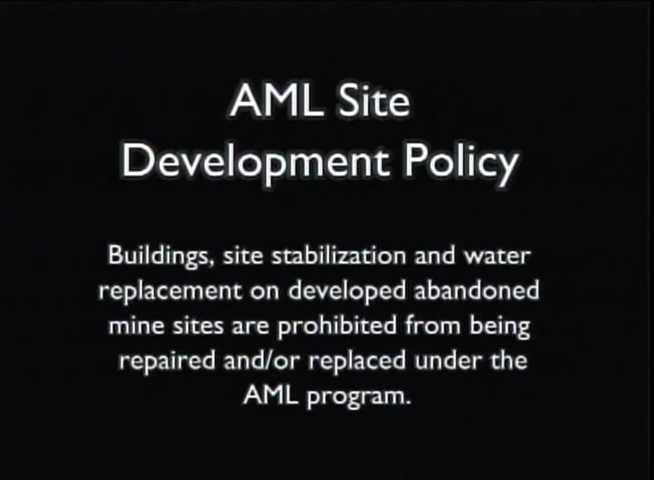 AML Site
Development Policy
Buildings, site stabilization and water
replacement on developed abandoned
mine sites are prohibited from being
repaired and/or replaced under the
AML program.